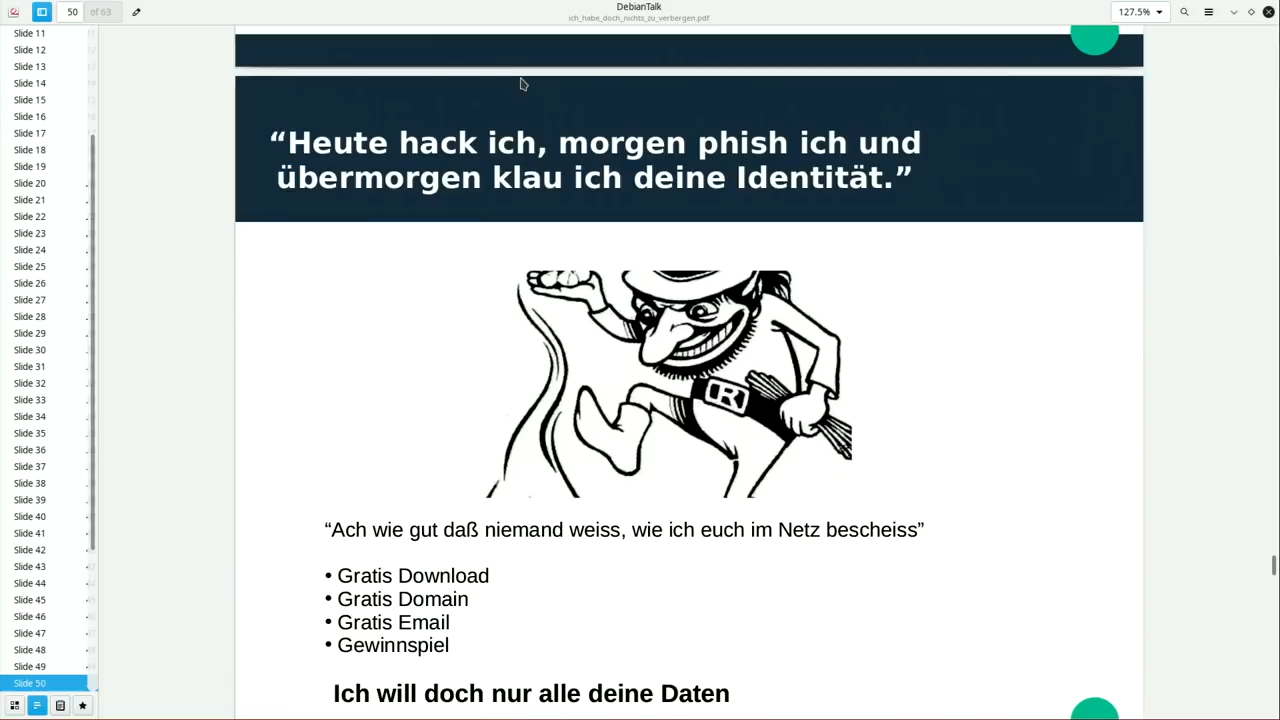 50 of 63
DebianTalk
ich_habe_doch_nichts_zu_verbergen.pdf
127.5%
Slide 11
Slide 12
Slide 13
Slide 14
Slide 15
Slide 16
Slide 17
Slide 18
Slide 19
Slide 20
Slide 21
Slide 22
Slide 23
Slide 24
Slide 25
Slide 26
Slide 27
Slide 28
Slide 29
Slide 30
Slide 31
Slide 32
Slide 33
Slide 34
Slide 35
Slide 36
Slide 37
Slide 38
Slide 39
Slide 40
Slide 41
Slide 42
Slide 43
Slide 44
Slide 45
Slide 46
Slide 47
Slide 48
Slide 49
Slide 50
“Heute hack ich, morgen phish ich und
übermorgen klau ich deine Identität.”
R
“Ach wie gut daß niemand weiss, wie ich euch im Netz bescheiss”
• Gratis Download
• Gratis Domain
• Gratis Email
• Gewinnspiel
Ich will doch nur alle deine Daten